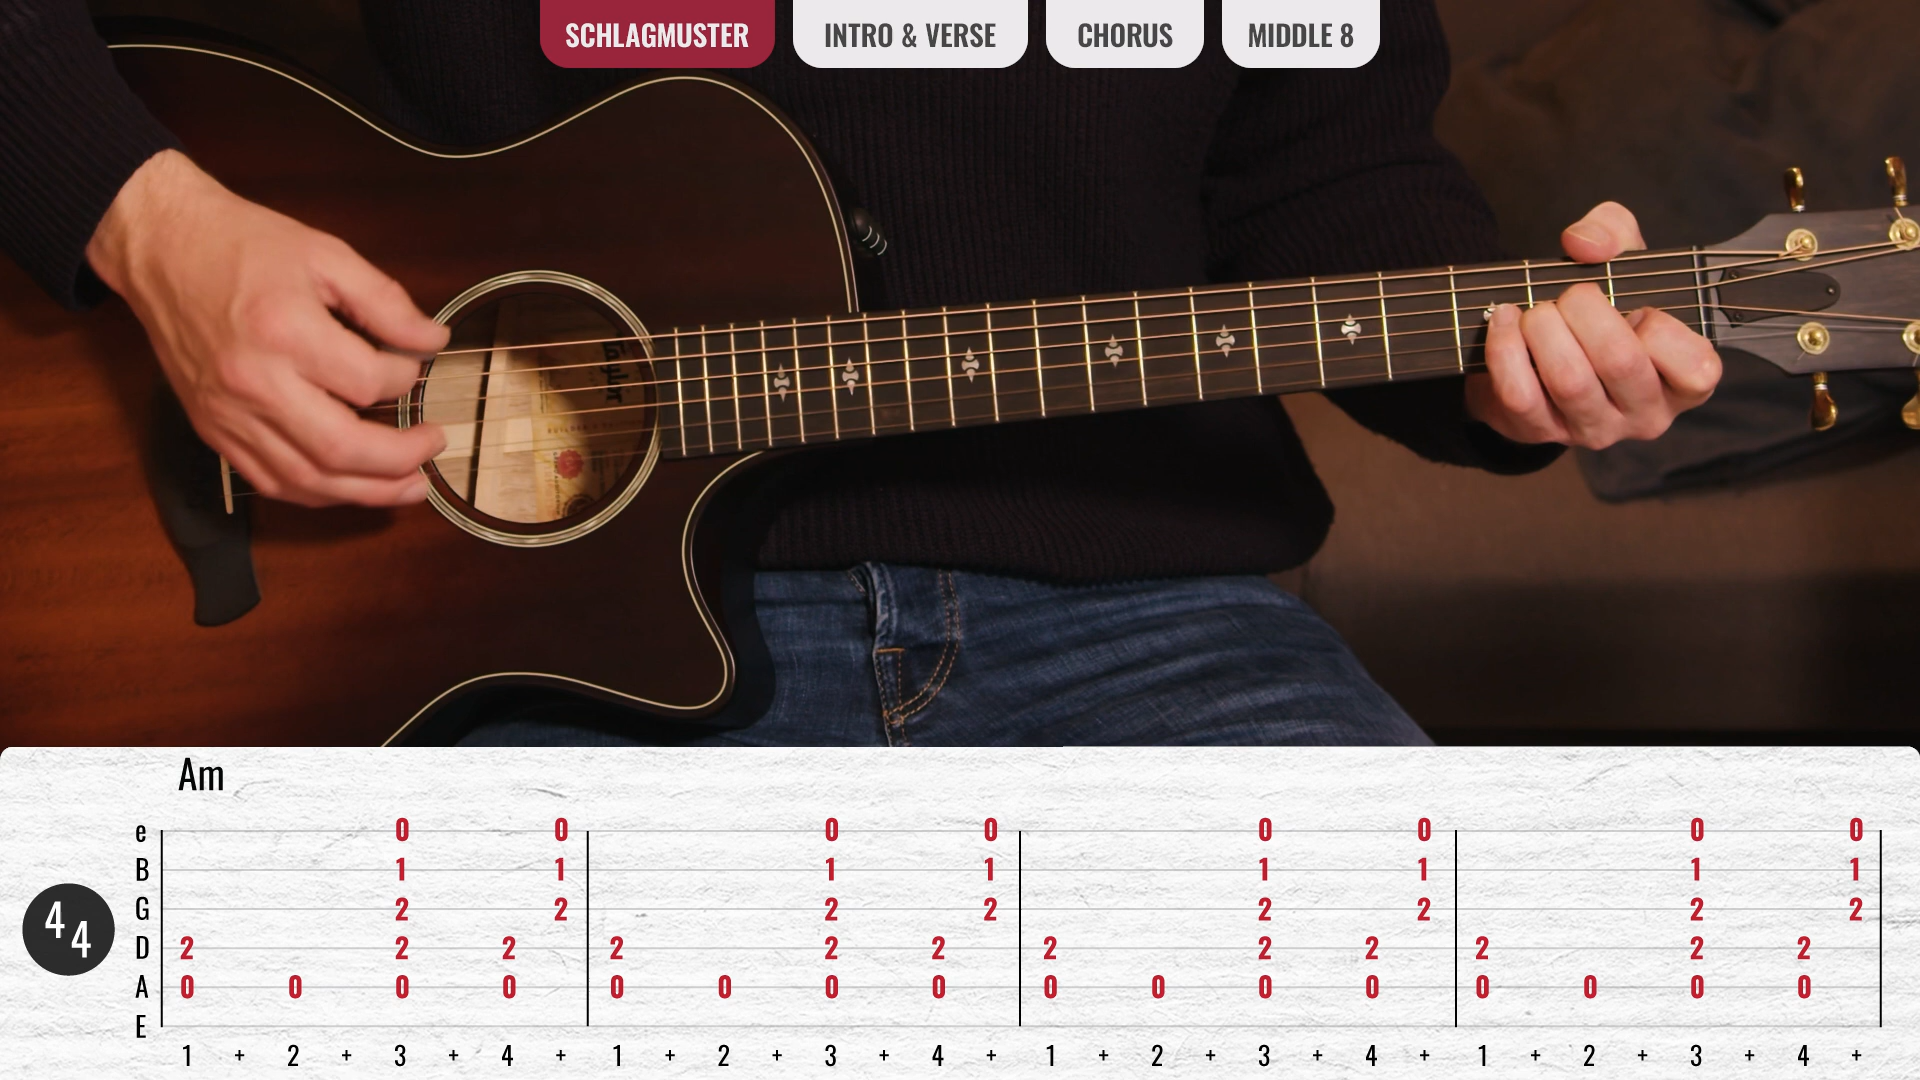 SCHLAGMUSTER INTRO & VERSE CHORUS MIDDLE 8
Taylor
Am
e 0 0 0 0 0 0 0 0
B 1 1 1 1 1 1 1 1
G 2 2 2 2 2 2 2 2
4 4
D 2 2 2 2 2 2 2 2 2 2 2 2
A 0 0 0 0 0 0 0 0 0 0 0 0 0 0 0 0
E
1 + 2 + 3 + 4 + 1 + 2 + 3 + 4 + 1 + 2 + 3 + 4 + 1 + 2 + 3 + 4 +